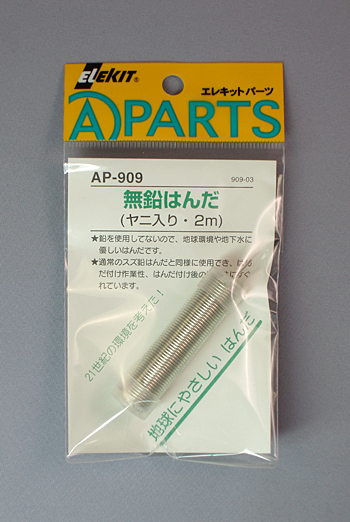 ELEKIT®
エレキットパーツ
APARTS
AP-909
909-03
無鉛はんだ
(ヤニ入り・2m)
★鉛を使用してないので、地球環境や地下水に
優しいはんだです。
★通常のスズ鉛はんだと同様に使用でき、は
だ付け作業性、はんだ付け後の
れています。
21世紀の環境を考えた!
地球にやさしい はんだ